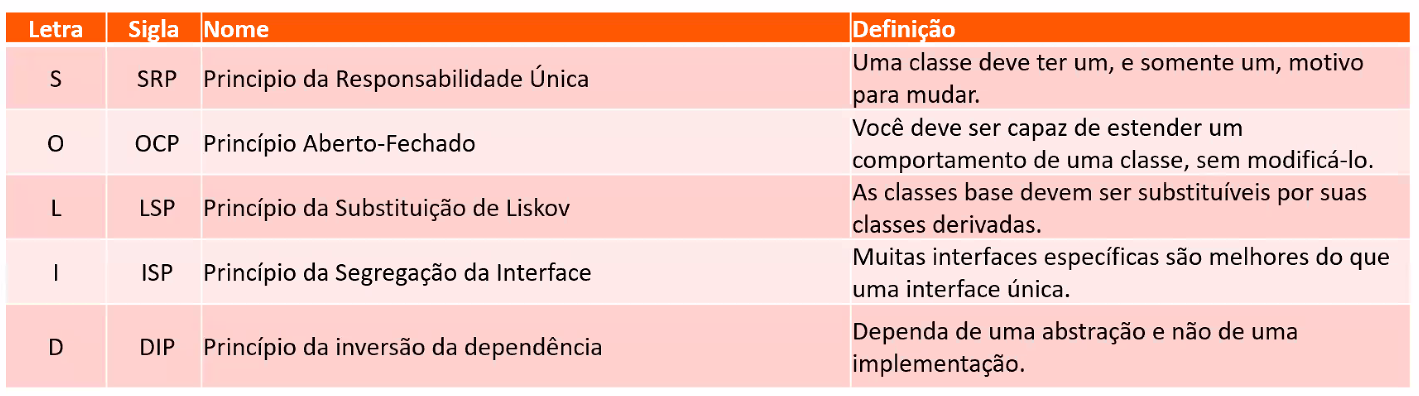 Letra Sigla Nome Definição
S SRP Principio da Responsabilidade Única Uma classe deve ter um, e somente um, motivo
para mudar.
O OCP Princípio Aberto-Fechado Você deve ser capaz de estender um
comportamento de uma classe, sem modificá-lo.
L LSP Princípio da Substituição de Liskov As classes base devem ser substituíveis por suas
classes derivadas.
I ISP Princípio da Segregação da Interface Muitas interfaces específicas são melhores do que
uma interface única.
D DIP Princípio da inversão da dependência Dependa de uma abstração e não de uma
implementação.